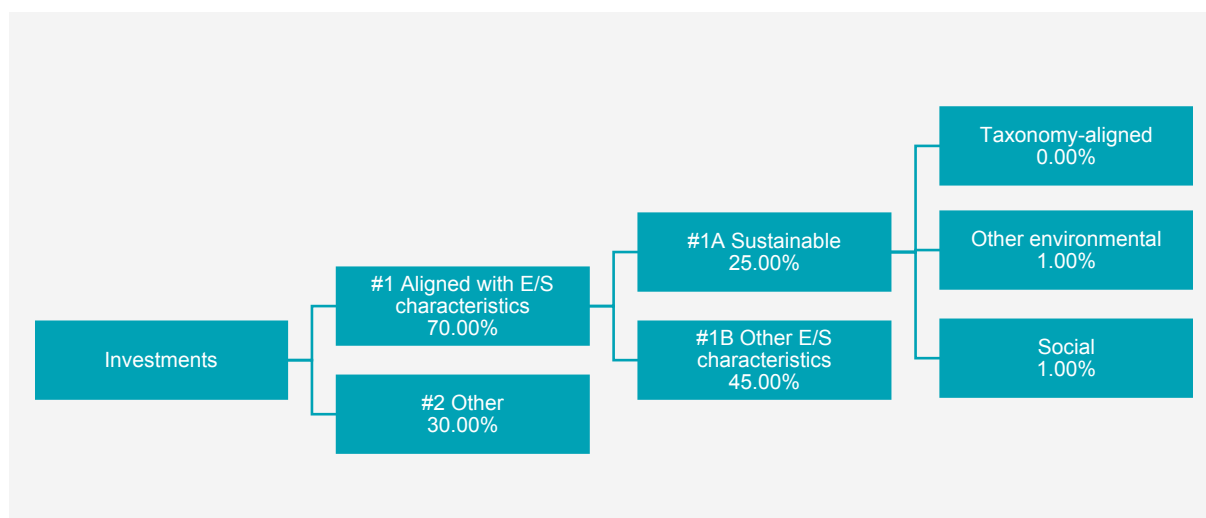 Investments
#1 Aligned with E/S
characteristics
70.00%
#2 Other
30.00%
#1A Sustainable
25.00%
#1B Other E/S
characteristics
45.00%
Taxonomy-aligned
0.00%
Other environmental
1.00%
Social
1.00%